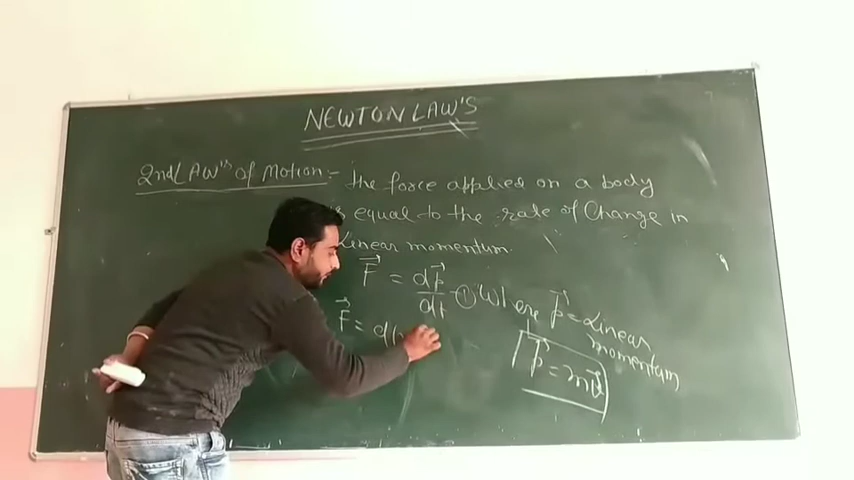 NEWTON LAW'S
2nd LAW'S of Motion :- the force applied on a body
is equal to the rate of Change in
Linear momentum.
F⃗ = dp⃗/dt - ① Where p⃗ = Linear momentum
F⃗ = d(
p⃗ = mv⃗